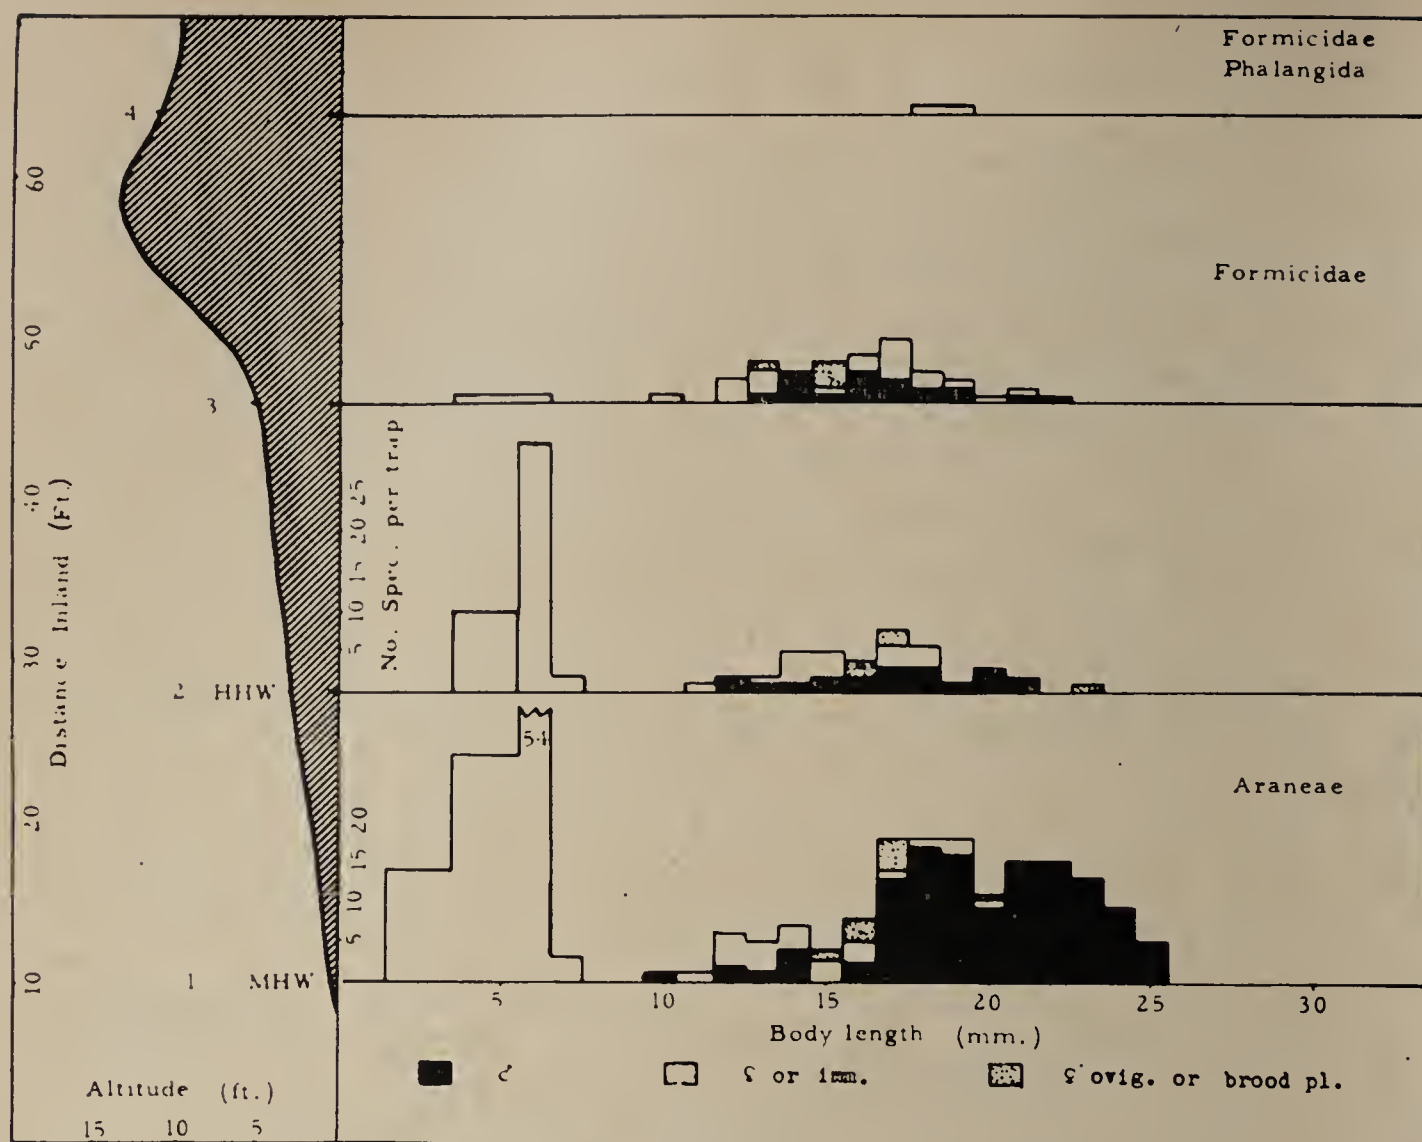 Formicidae
Phalangida
4
60
Formicidae
50
3
No. Spec. per trap
5 10 15 20 25
40
Distance Inland (Ft.)
30
2 HHW
54
Araneae
20
5 10 15 20
10
1 MHW
5 10 15 20 25 30
Body length (mm.)
♂ ♀ or imm. ♀ ovig. or brood pl.
Altitude (ft.)
15 10 5